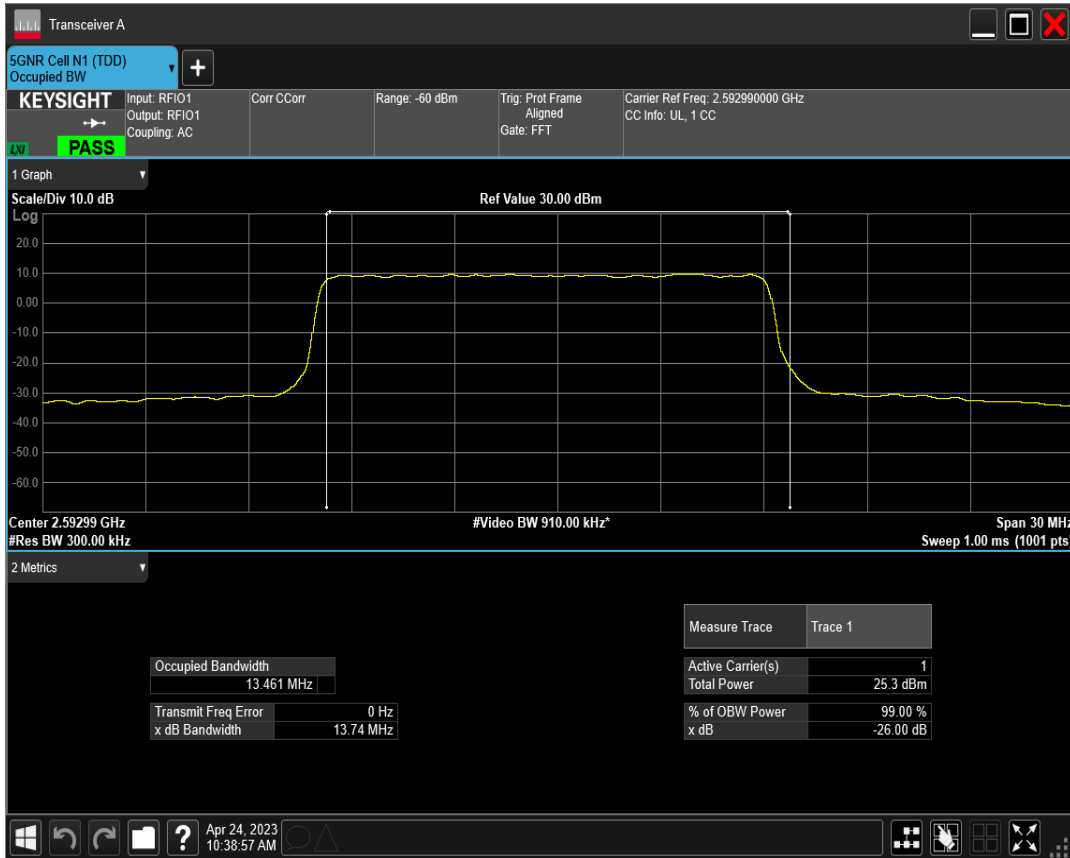 Transceiver A
5GNR Cell N1 (TDD)
Occupied BW
+
KEYSIGHT
LXI
PASS
Input: RFIO1
Output: RFIO1
Coupling: AC
Corr CCorr
Range: -60 dBm
Trig: Prot Frame
Aligned
Gate: FFT
Carrier Ref Freq: 2.592990000 GHz
CC Info: UL, 1 CC
1 Graph
Scale/Div 10.0 dB
Ref Value 30.00 dBm
Log
20.0
10.0
0.00
-10.0
-20.0
-30.0
-40.0
-50.0
-60.0
Center 2.59299 GHz
#Video BW 910.00 kHz*
Span 30 MHz
#Res BW 300.00 kHz
Sweep 1.00 ms (1001 pts)
2 Metrics
Measure Trace Trace 1
Occupied Bandwidth
13.461 MHz
Active Carrier(s) 1
Total Power 25.3 dBm
Transmit Freq Error 0 Hz
x dB Bandwidth 13.74 MHz
% of OBW Power 99.00 %
x dB -26.00 dB
?
Apr 24, 2023
10:38:57 AM